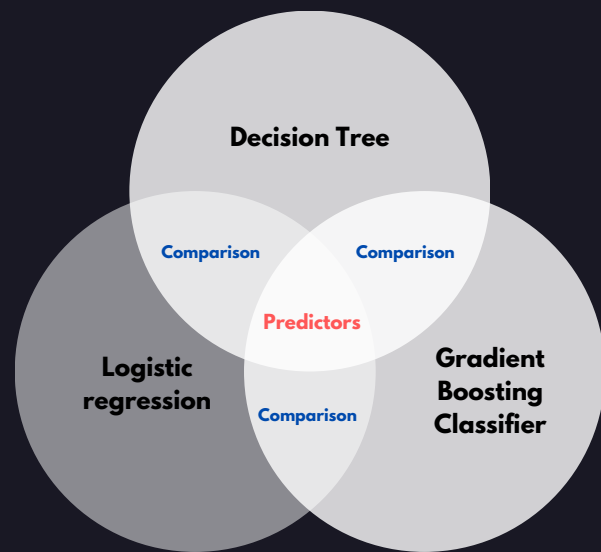 Decision Tree
Comparison
Comparison
Predictors
Logistic
regression
Gradient
Boosting
Classifier
Comparison